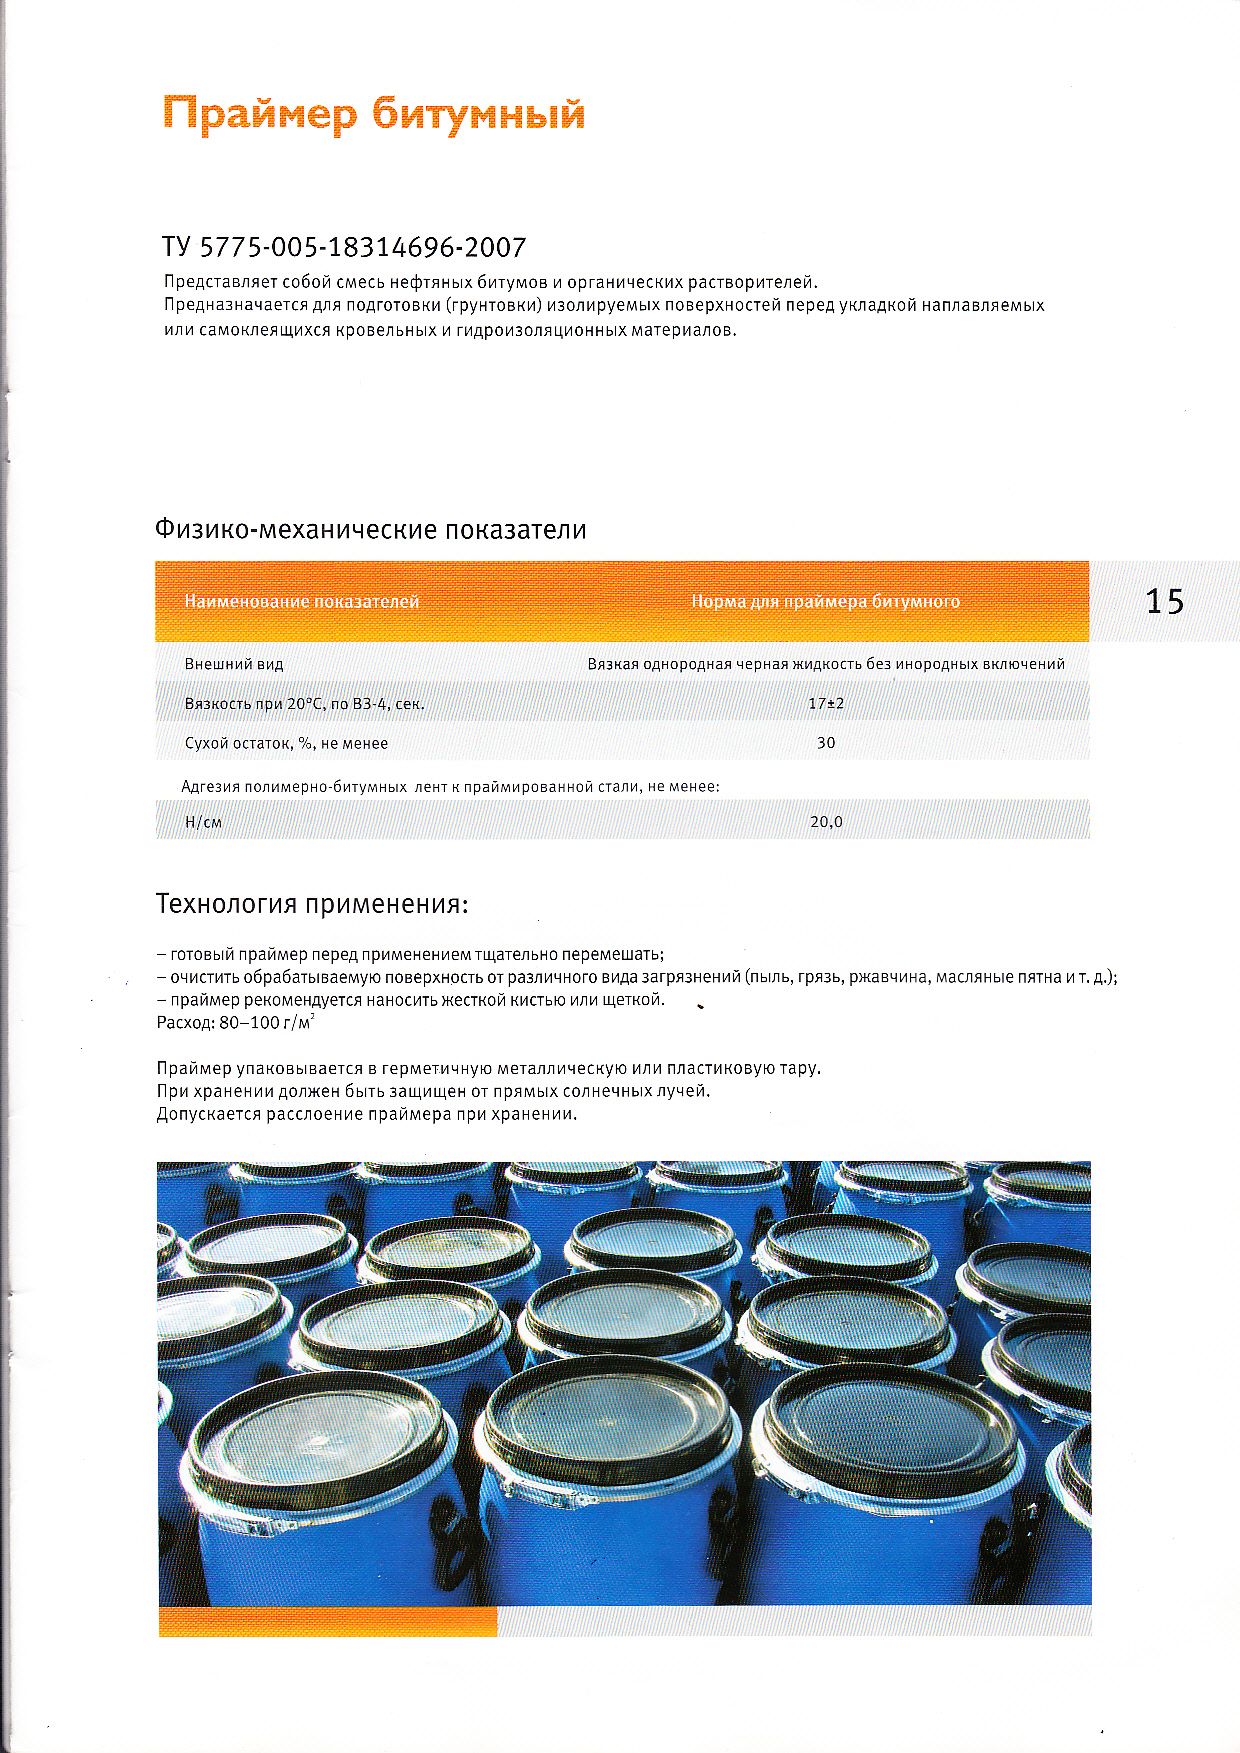 Праймер битумный
ТУ 5775-005-18314696-2007
Представляет собой смесь нефтяных битумов и органических растворителей.
Предназначается для подготовки (грунтовки) изолируемых поверхностей перед укладкой наплавляемых
или самоклеящихся кровельных и гидроизоляционных материалов.
Физико-механические показатели
Наименование показателей Норма для праймера битумного
15
Внешний вид Вязкая однородная черная жидкость без инородных включений
Вязкость при 20°С, по ВЗ-4, сек. 17±2
Сухой остаток, %, не менее 30
Адгезия полимерно-битумных лент к праймированной стали, не менее:
Н/см 20,0
Технология применения:
– готовый праймер перед применением тщательно перемешать;
– очистить обрабатываемую поверхность от различного вида загрязнений (пыль, грязь, ржавчина, масляные пятна и т. д.);
– праймер рекомендуется наносить жесткой кистью или щеткой.
Расход: 80–100 г/м²
Праймер упаковывается в герметичную металлическую или пластиковую тару.
При хранении должен быть защищен от прямых солнечных лучей.
Допускается расслоение праймера при хранении.